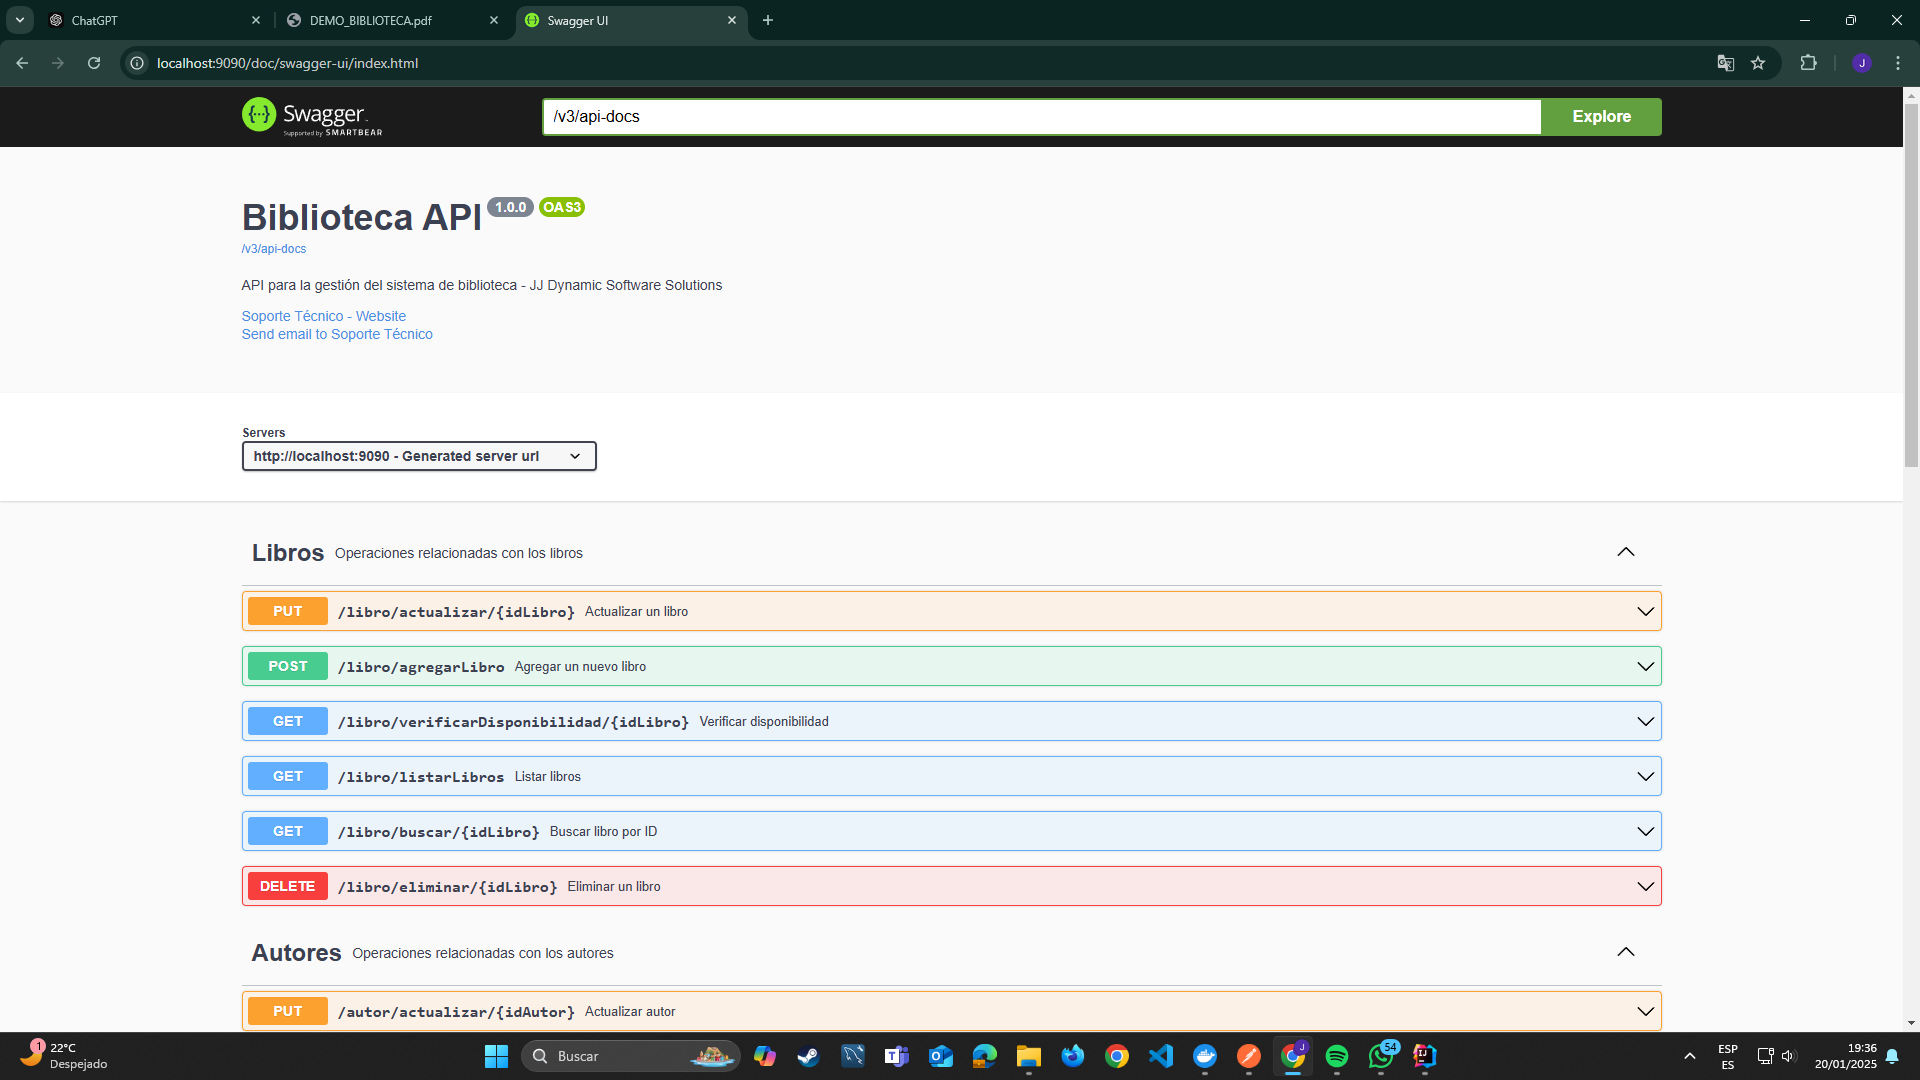 ChatGPT
DEMO_BIBLIOTECA.pdf
Swagger UI
localhost:9090/doc/swagger-ui/index.html
J
Swagger
Supported by SMARTBEAR
/v3/api-docs
Explore
Biblioteca API 1.0.0 OAS3
/v3/api-docs
API para la gestión del sistema de biblioteca - JJ Dynamic Software Solutions
Soporte Técnico - Website
Send email to Soporte Técnico
Servers
http://localhost:9090 - Generated server url
Libros Operaciones relacionadas con los libros
PUT /libro/actualizar/{idLibro} Actualizar un libro
POST /libro/agregarLibro Agregar un nuevo libro
GET /libro/verificarDisponibilidad/{idLibro} Verificar disponibilidad
GET /libro/listarLibros Listar libros
GET /libro/buscar/{idLibro} Buscar libro por ID
DELETE /libro/eliminar/{idLibro} Eliminar un libro
Autores Operaciones relacionadas con los autores
PUT /autor/actualizar/{idAutor} Actualizar autor
1
22°C
Despejado
Buscar
J
54
ESP
ES
19:36
20/01/2025